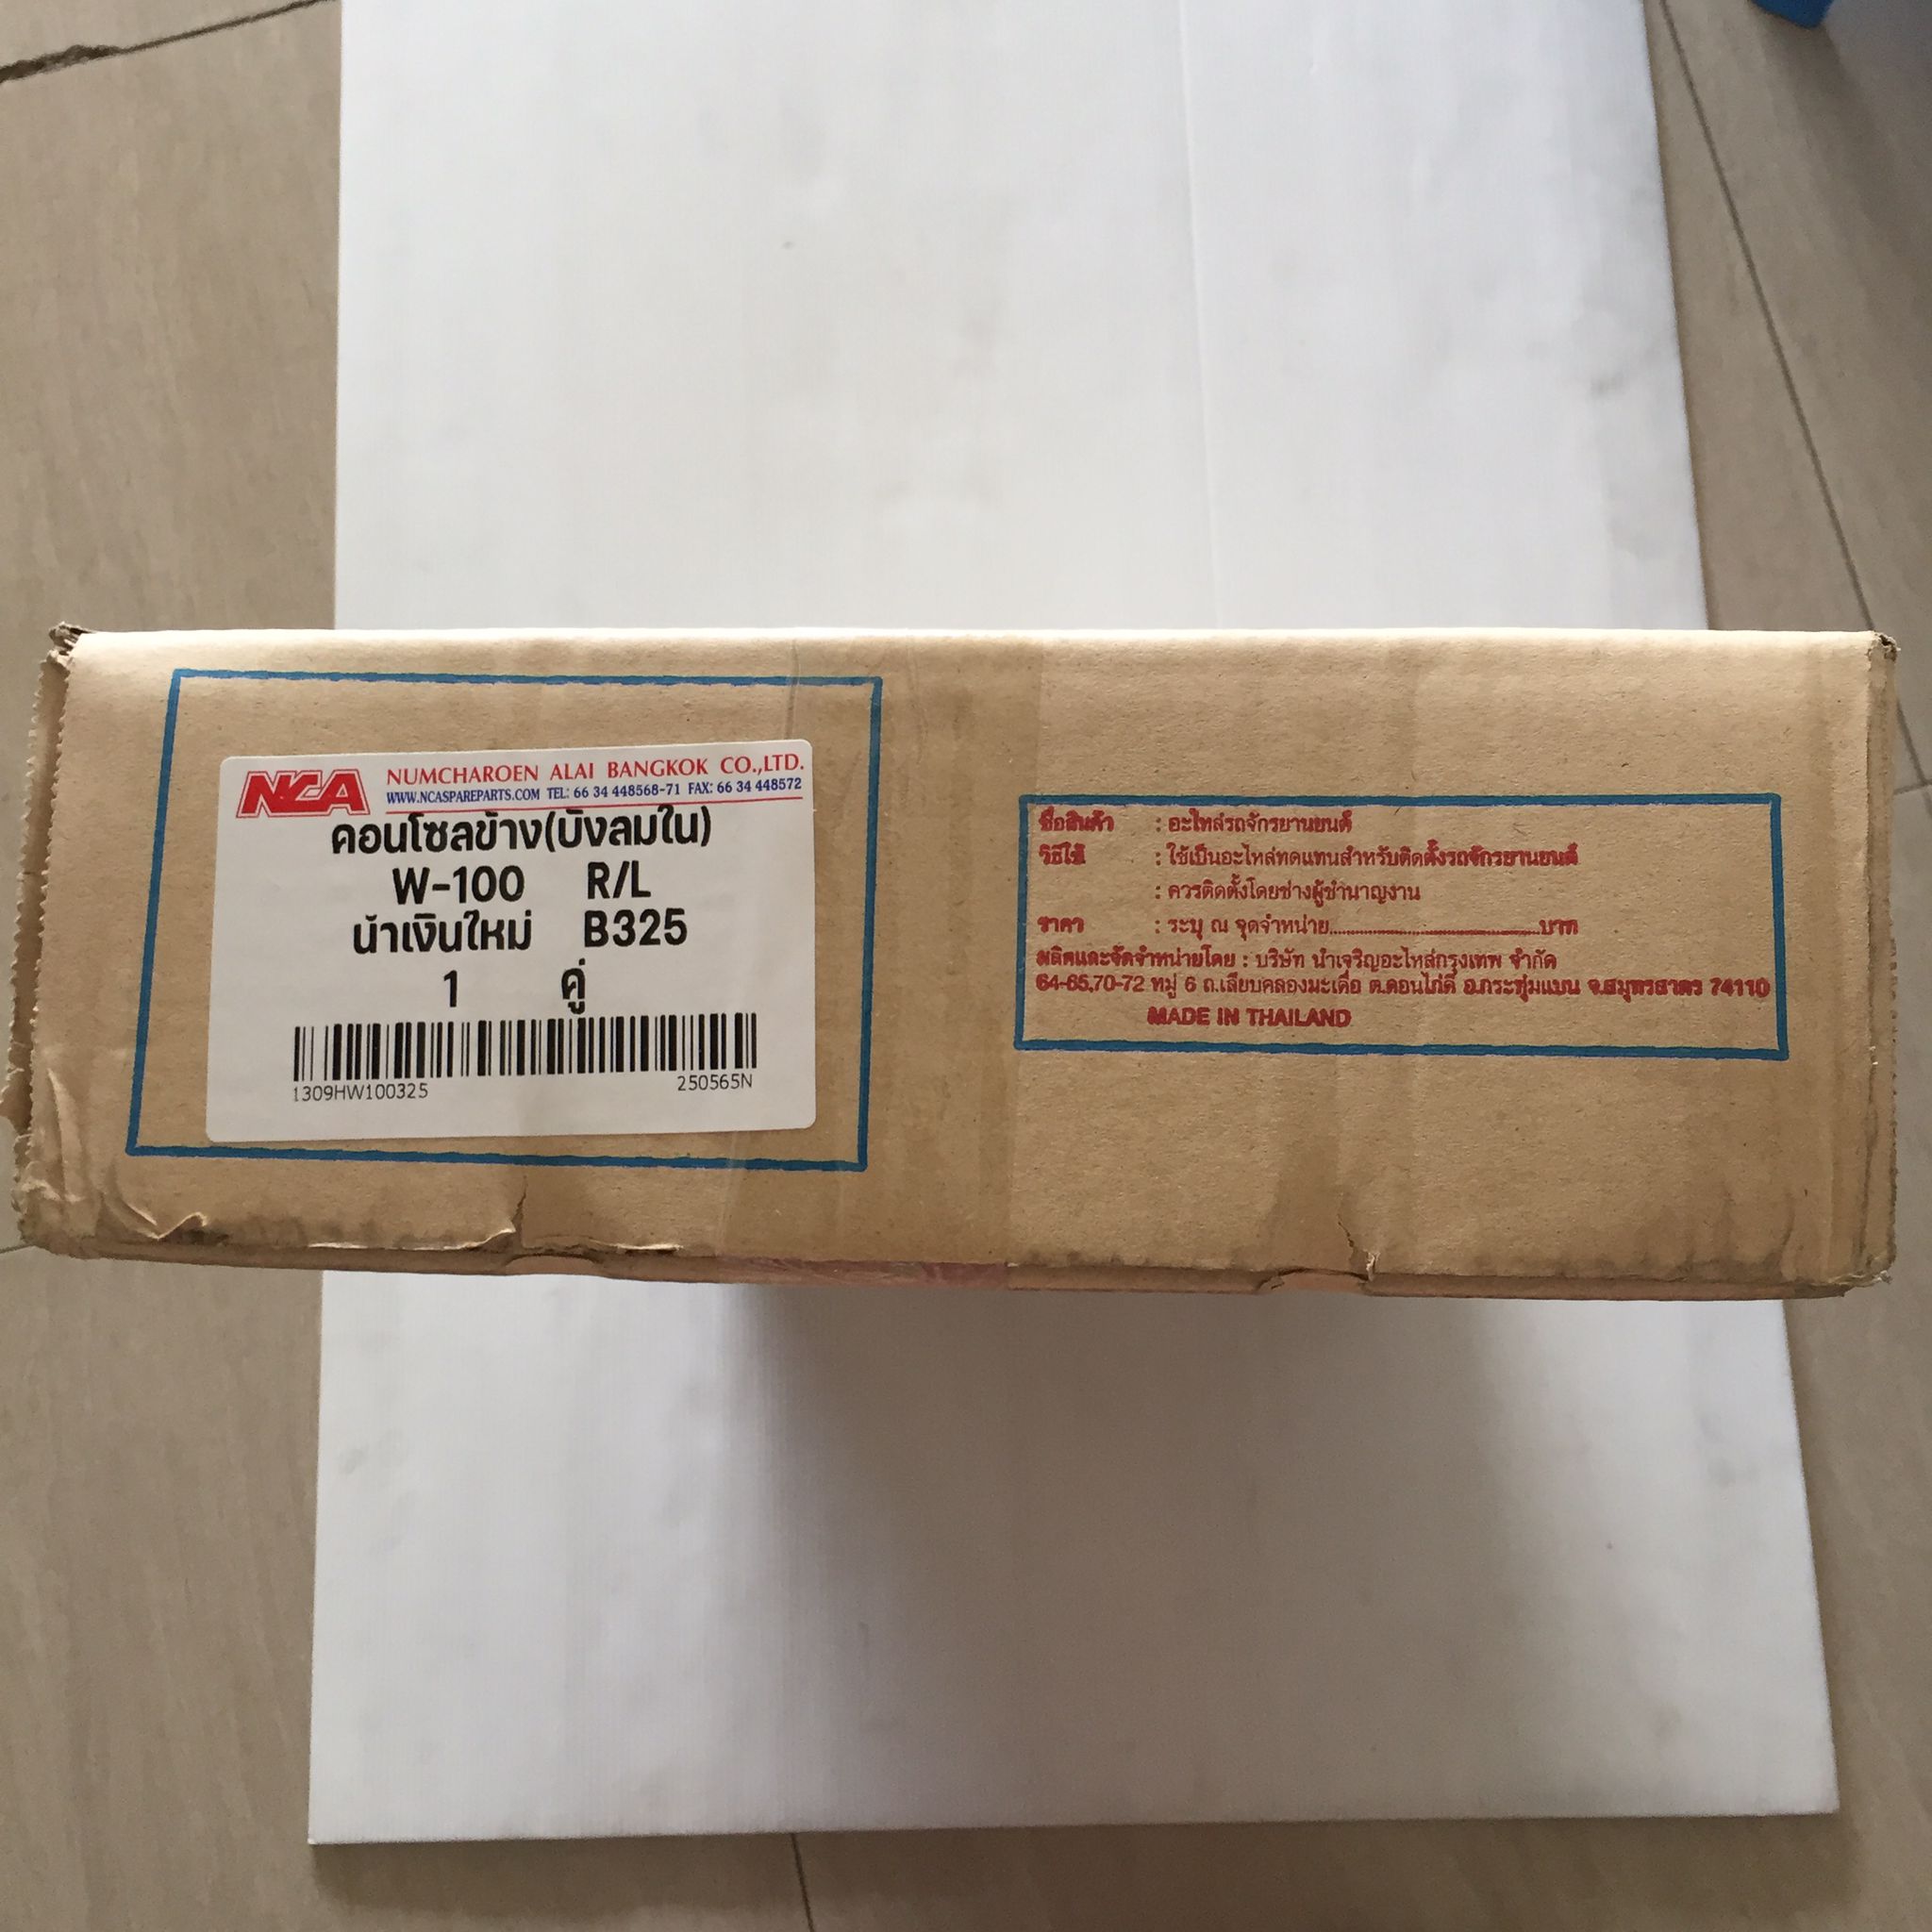 NCA NUMCHAROEN ALAI BANGKOK CO.,LTD.
WWW.NCASPAREPARTS.COM TEL: 66 34 448568-71 FAX: 66 34 448572
คอนโซลข้าง(บังลมใน)
W-100 R/L
น้ำเงินใหม่ B325
1 คู่
1309HW100325 250565N
ชื่อสินค้า : อะไหล่รถจักรยานยนต์
วิธีใช้ : ใช้เป็นอะไหล่ทดแทนสำหรับติดตั้งรถจักรยานยนต์
: ควรติดตั้งโดยช่างผู้ชำนาญงาน
ราคา : ระบุ ณ จุดจำหน่าย........................................บาท
ผลิตและจัดจำหน่ายโดย : บริษัท นำเจริญอะไหล่กรุงเทพ จำกัด
64-65,70-72 หมู่ 6 ถ.เลียบคลองมะเดื่อ ต.ดอนไก่ดี อ.กระทุ่มแบน จ.สมุทรสาคร 74110
MADE IN THAILAND